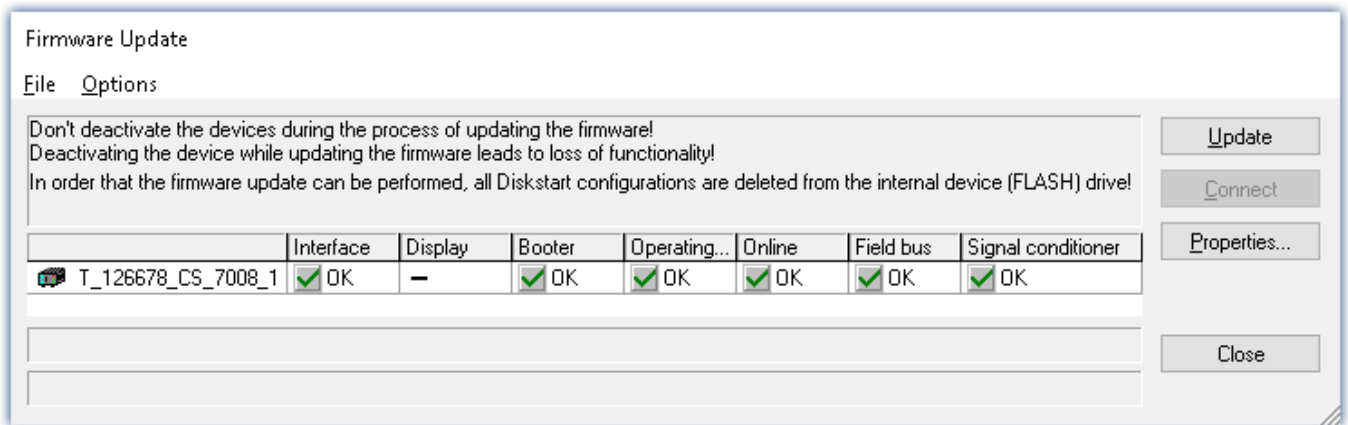 Firmware Update
File Options
Don't deactivate the devices during the process of updating the firmware!
Deactivating the device while updating the firmware leads to loss of functionality!
In order that the firmware update can be performed, all Diskstart configurations are deleted from the internal device (FLASH) drive!
Update
Connect
Properties...
Interface Display Booter Operating... Online Field bus Signal conditioner
T_126678_CS_7008_1 OK – OK OK OK OK OK
Close